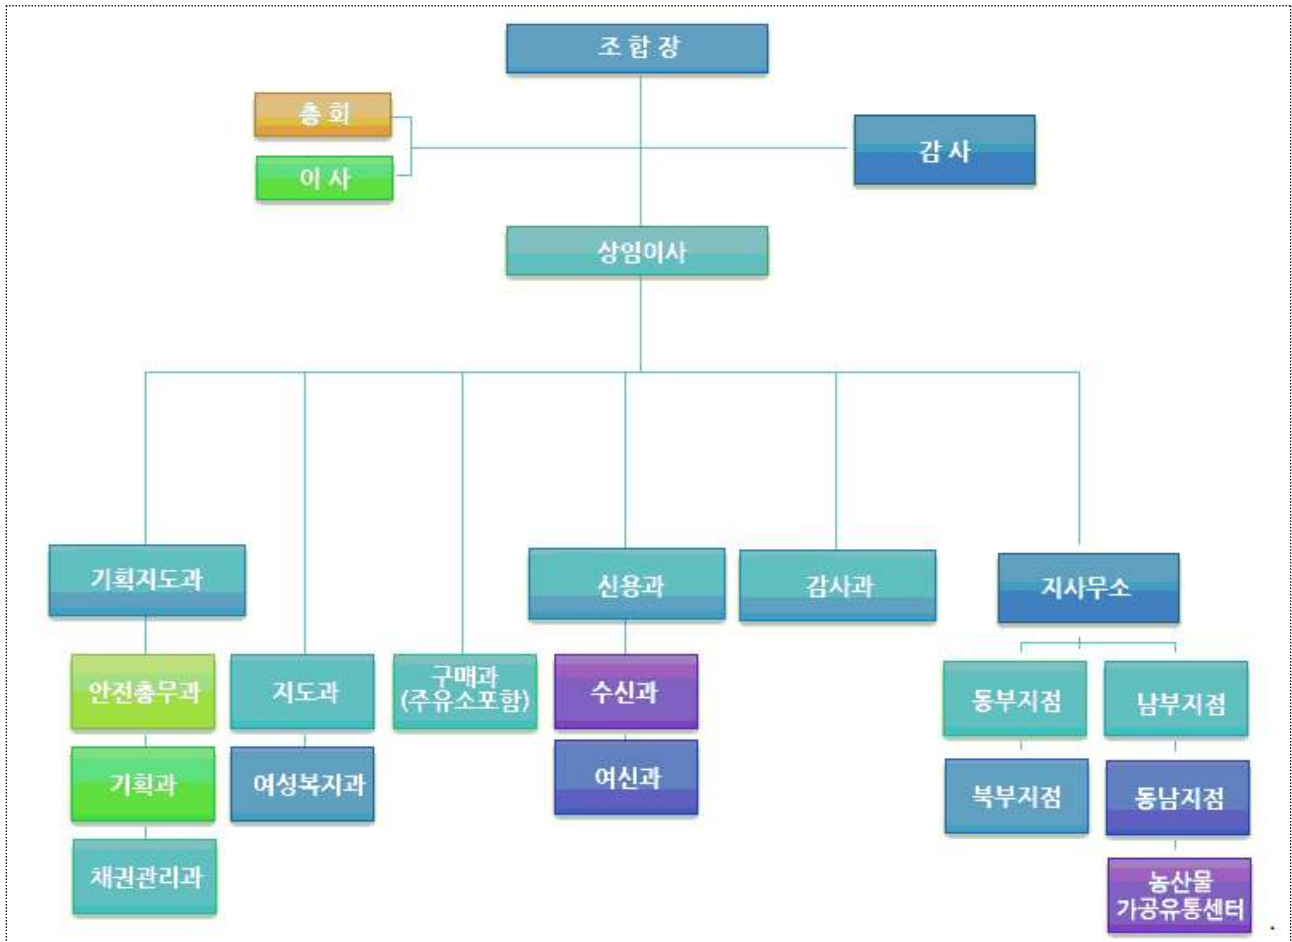 조 합 장
총 회
이 사
감 사
상임이사
기획지도과
신용과
감사과
지사무소
안전총무과
지도과
구매과
(주유소포함)
수신과
동부지점
남부지점
기획과
여성복지과
여신과
북부지점
동남지점
채권관리과
농산물
가공유통센터
.